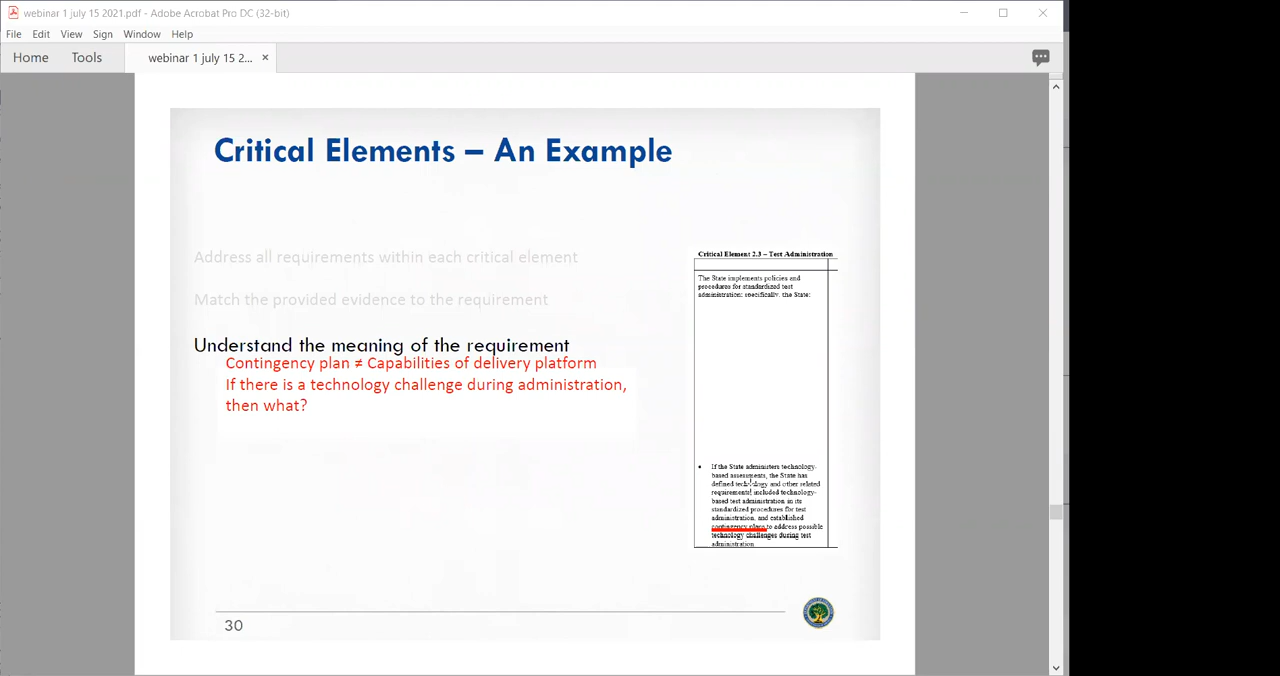 webinar 1 july 15 2021.pdf - Adobe Acrobat Pro DC (32-bit)
File Edit View Sign Window Help
Home Tools webinar 1 july 15 2... ×
Critical Elements – An Example
Address all requirements within each critical element
Match the provided evidence to the requirement
Understand the meaning of the requirement
Contingency plan ≠ Capabilities of delivery platform
If there is a technology challenge during administration,
then what?
Critical Element 2.3 – Test Administration
The State implements policies and
procedures for standardized test
administration; specifically, the State:
• If the State administers technology-
based assessments, the State has
defined technology and other related
requirements, included technology-
based test administration in its
standardized procedures for test
administration, and established
contingency plans to address possible
technology challenges during test
administration.
30